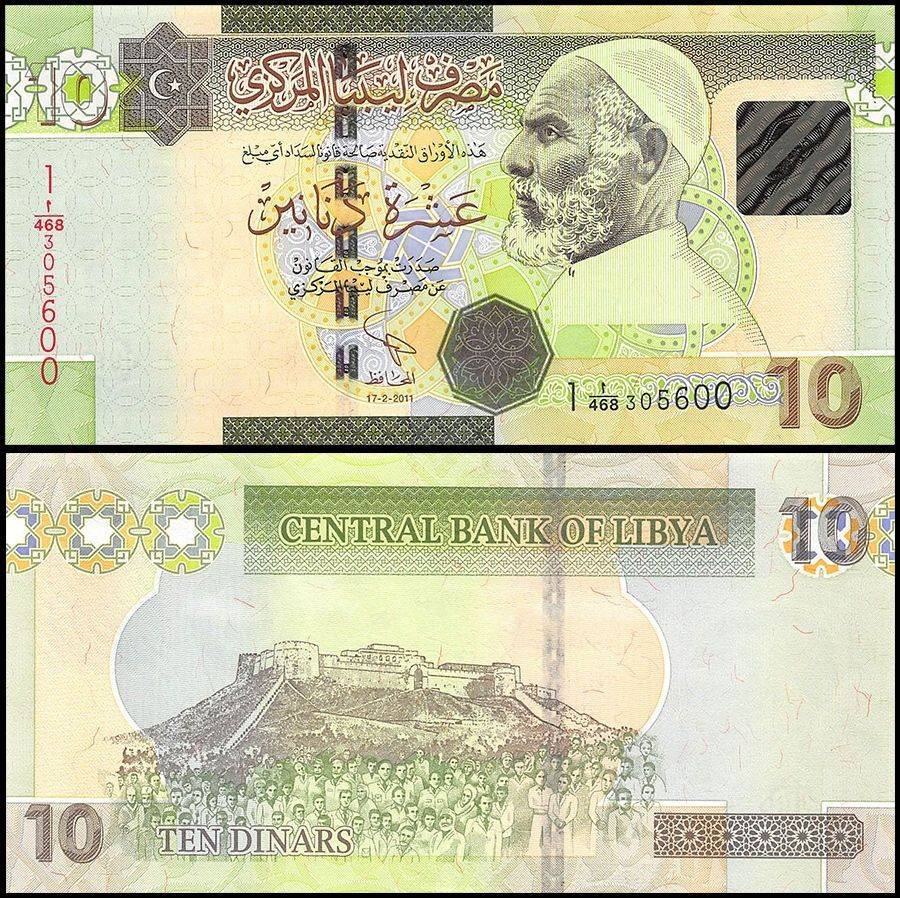 10
مصرف ليبيا المركزي
هذه الأوراق النقدية صالحة قانونا لسداد أي مبلغ
عشرة دنانير
صدرت بموجب القانون
عن مصرف ليبيا المركزي
المحافظ
17-2-2011
1 أ/468 305600
1 أ/468 305600
10
CENTRAL BANK OF LIBYA
10
10
TEN DINARS